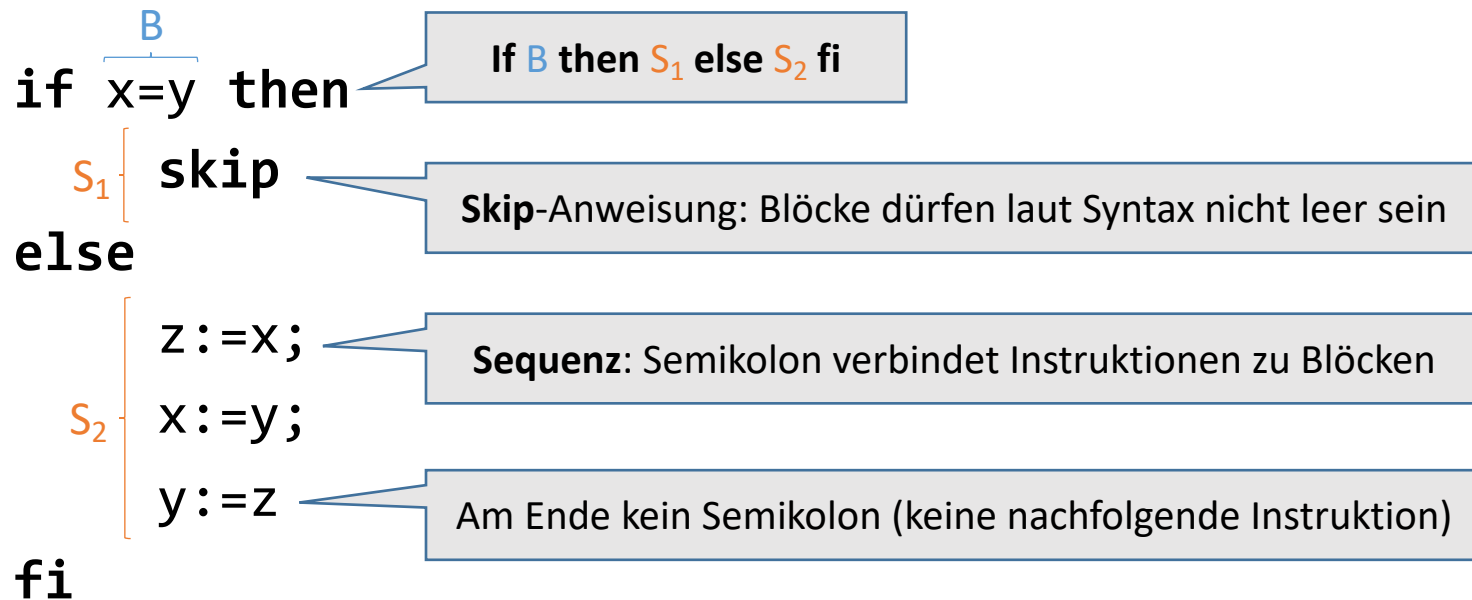 B
if x=y then
If B then S₁ else S₂ fi
S₁
skip
Skip-Anweisung: Blöcke dürfen laut Syntax nicht leer sein
else
z:=x;
Sequenz: Semikolon verbindet Instruktionen zu Blöcken
S₂
x:=y;
y:=z
Am Ende kein Semikolon (keine nachfolgende Instruktion)
fi